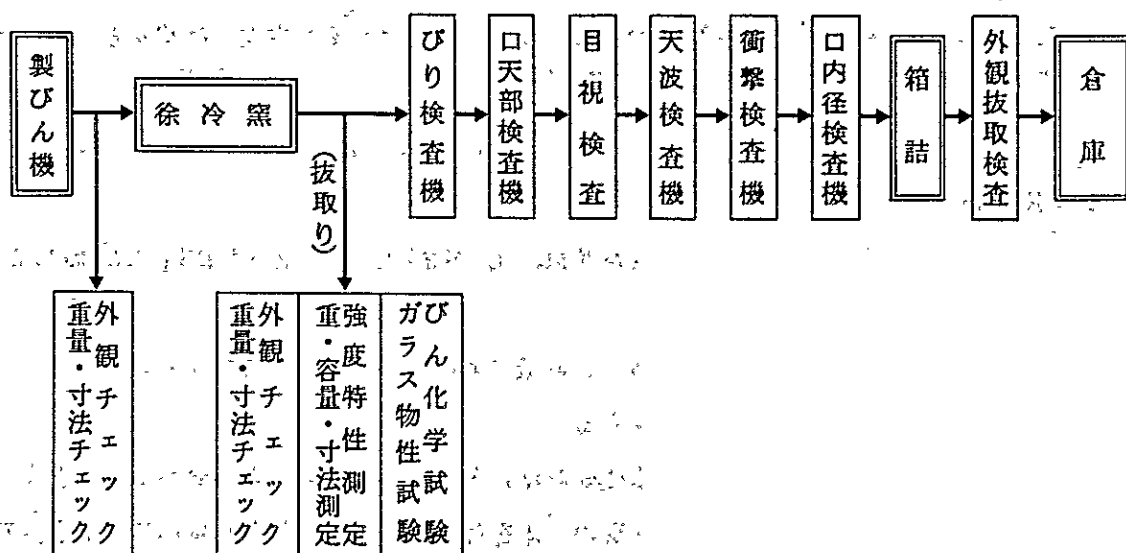 製びん機
徐冷窯
(抜取り)
びり検査機
口天部検査機
目視検査
天波検査機
衝撃検査機
口内径検査機
箱詰
外観抜取検査
倉庫
外観チェック
重量・寸法チェック
外観チェック
重量・寸法チェック
強度特性測定
重・容量・寸法測定
びん化学試験
ガラス物性試験